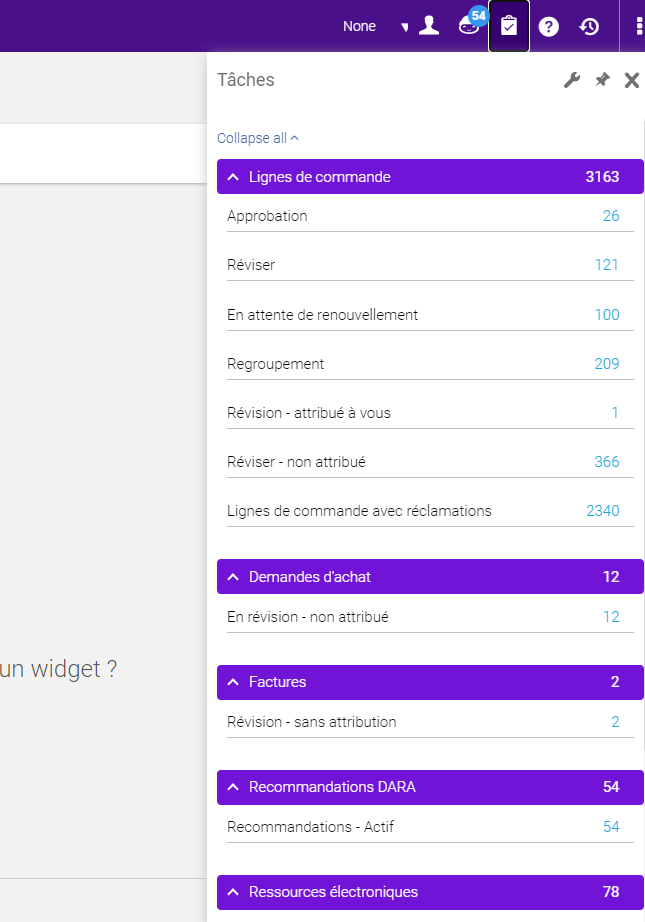 None
54
Tâches
Collapse all
Lignes de commande 3163
Approbation 26
Réviser 121
En attente de renouvellement 100
Regroupement 209
Révision - attribué à vous 1
Réviser - non attribué 366
Lignes de commande avec réclamations 2340
Demandes d'achat 12
En révision - non attribué 12
un widget ?
Factures 2
Révision - sans attribution 2
Recommandations DARA 54
Recommandations - Actif 54
Ressources électroniques 78